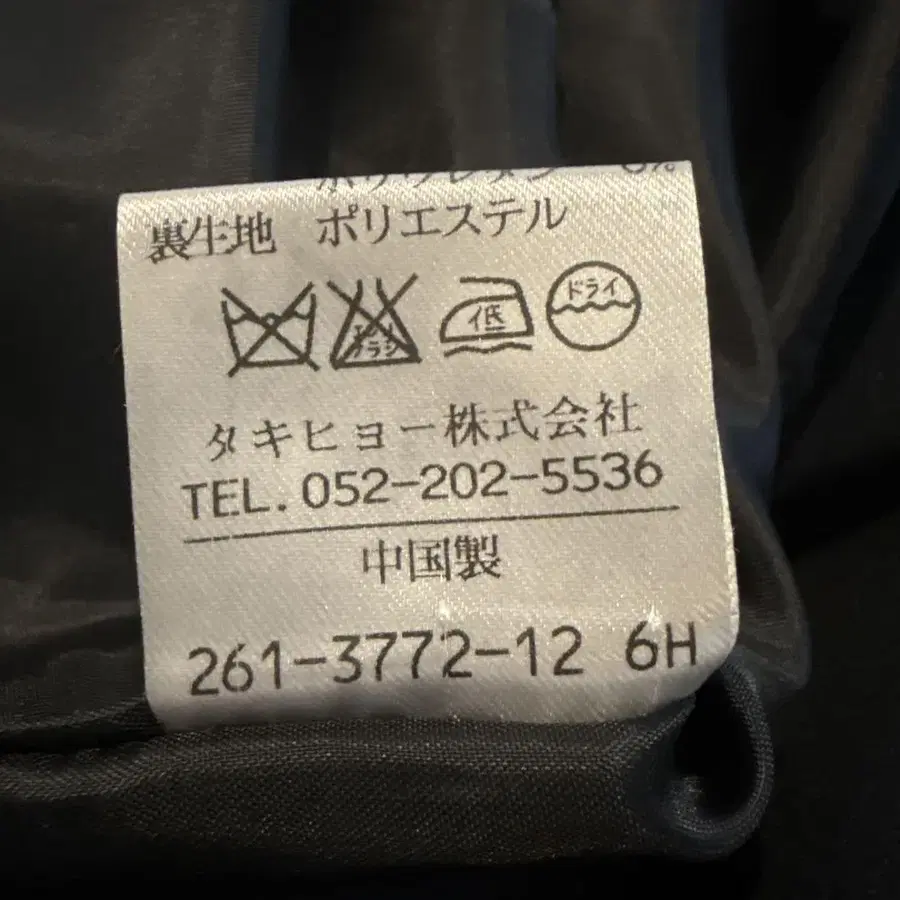 裏生地 ポリエステル
低 ドライ
タキヒヨー株式会社
TEL.052-202-5536
中国製
261-3772-12 6H